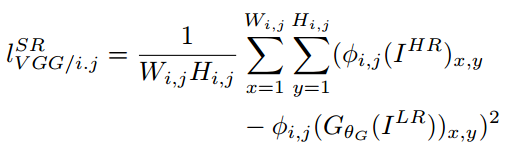 l^{SR}_{VGG/i.j} = \frac{1}{W_{i,j}H_{i,j}} \sum_{x=1}^{W_{i,j}} \sum_{y=1}^{H_{i,j}} (\phi_{i,j}(I^{HR})_{x,y}
- \phi_{i,j}(G_{\theta_G}(I^{LR}))_{x,y})^2